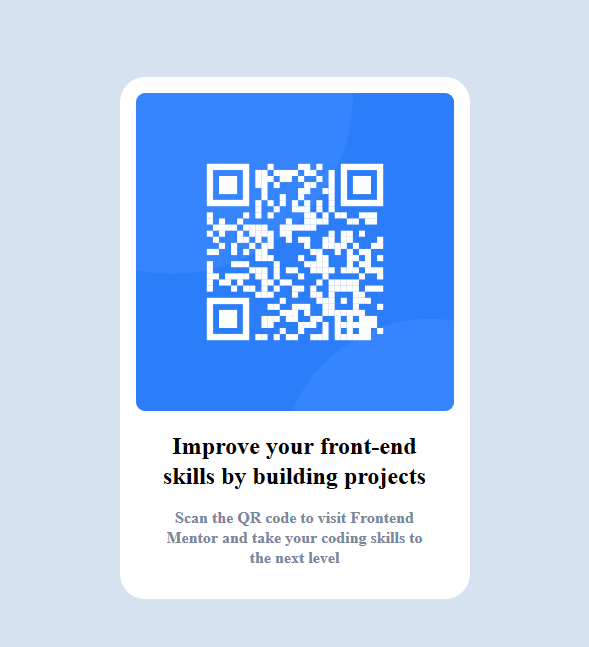 Improve your front-end
skills by building projects
Scan the QR code to visit Frontend
Mentor and take your coding skills to
the next level